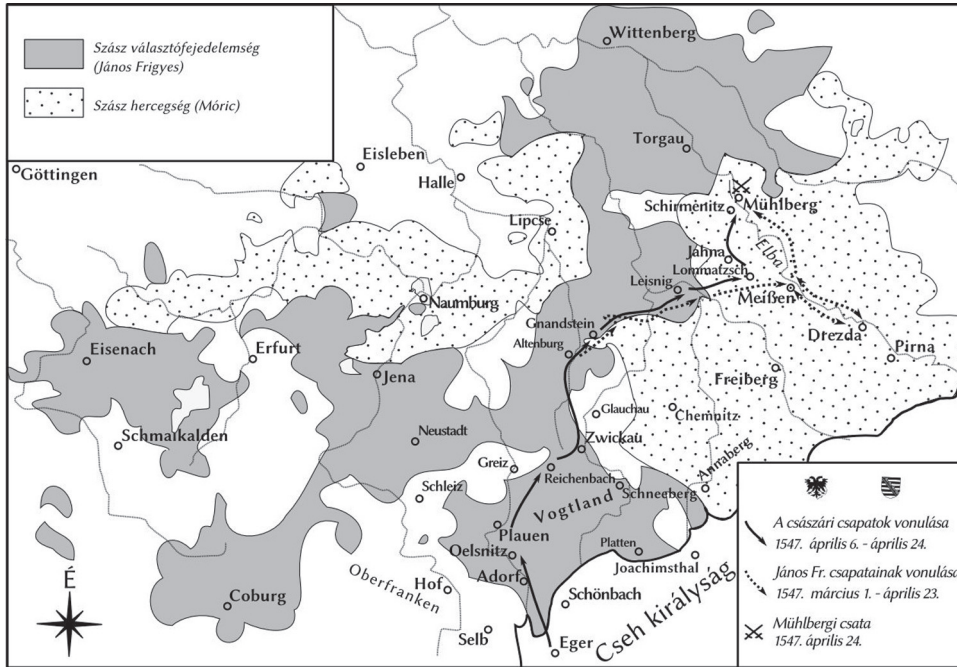 Szász választófejedelemség
(János Frigyes)
Szász hercegség (Móric)
Wittenberg
Torgau
Eisleben
Göttingen
Halle
Schirmenitz
Mühlberg
Lipcse
Elba
Jahna
Lommatzsch
Leisnig
Meißen
Naumburg
Gnandstein
Drezda
Altenburg
Pirna
Eisenach
Erfurt
Jena
Freiberg
Glauchau
Chemnitz
Schmalkalden
Neustadt
Zwickau
Greiz
Reichenbach
Annaberg
Schleiz
Vogtland
Schneeberg
Plauen
Oelsnitz
Platten
Joachimsthal
Adorf
Hof
Oberfranken
Schönbach
Cseh királyság
Coburg
Selb
Eger
É
A császári csapatok vonulása
1547. április 6. - április 24.
János Fr. csapatainak vonulása
1547. március 1. - április 23.
Mühlbergi csata
1547. április 24.